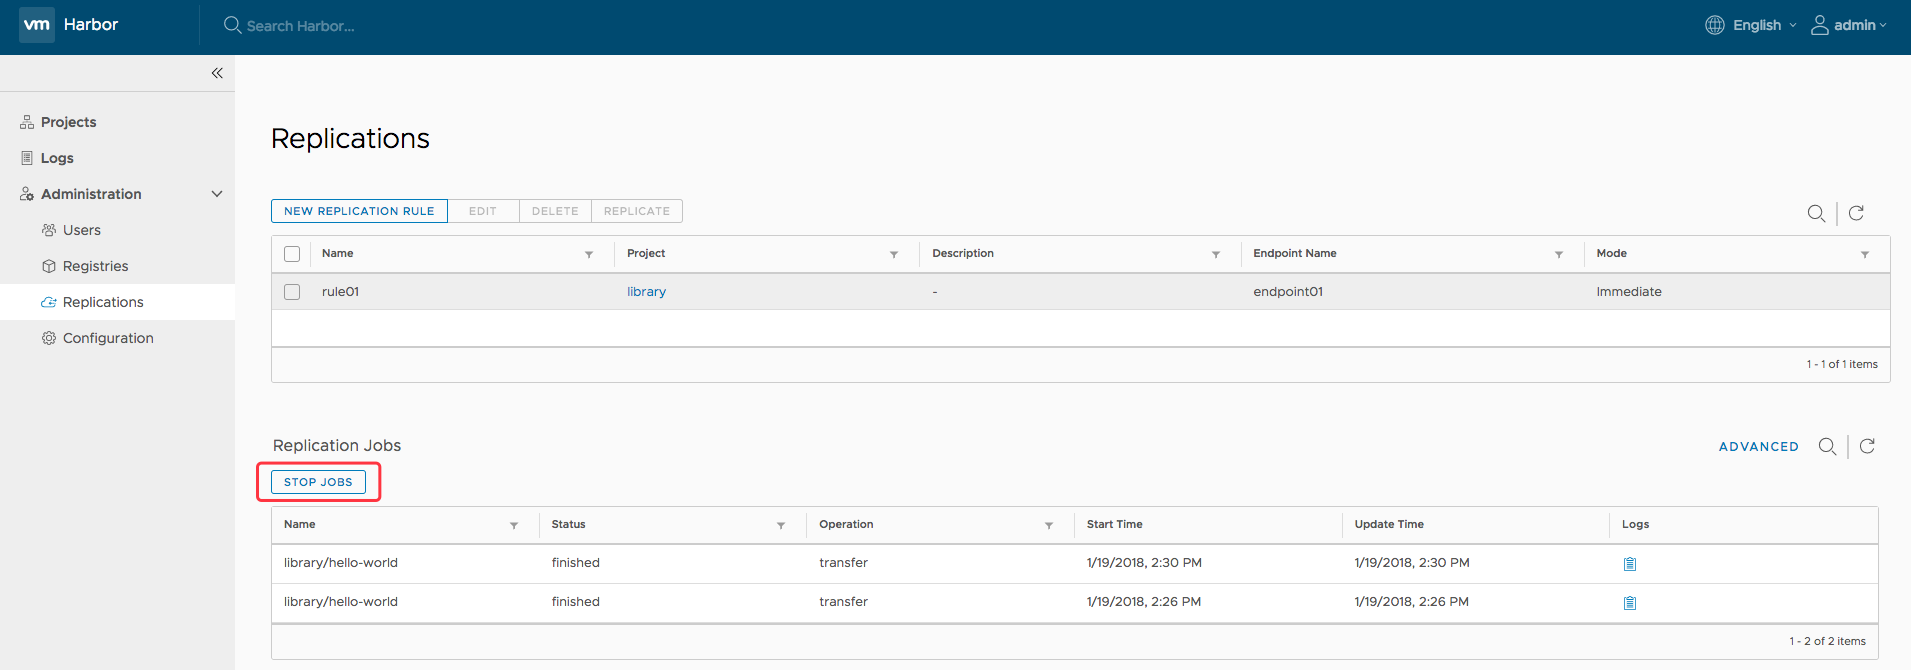 vm Harbor Search Harbor... English admin
Projects
Logs
Administration
Users
Registries
Replications
Configuration
Replications
NEW REPLICATION RULE EDIT DELETE REPLICATE
Name Project Description Endpoint Name Mode
rule01 library - endpoint01 Immediate
1 - 1 of 1 items
Replication Jobs
ADVANCED
STOP JOBS
Name Status Operation Start Time Update Time Logs
library/hello-world finished transfer 1/19/2018, 2:30 PM 1/19/2018, 2:30 PM
library/hello-world finished transfer 1/19/2018, 2:26 PM 1/19/2018, 2:26 PM
1 - 2 of 2 items